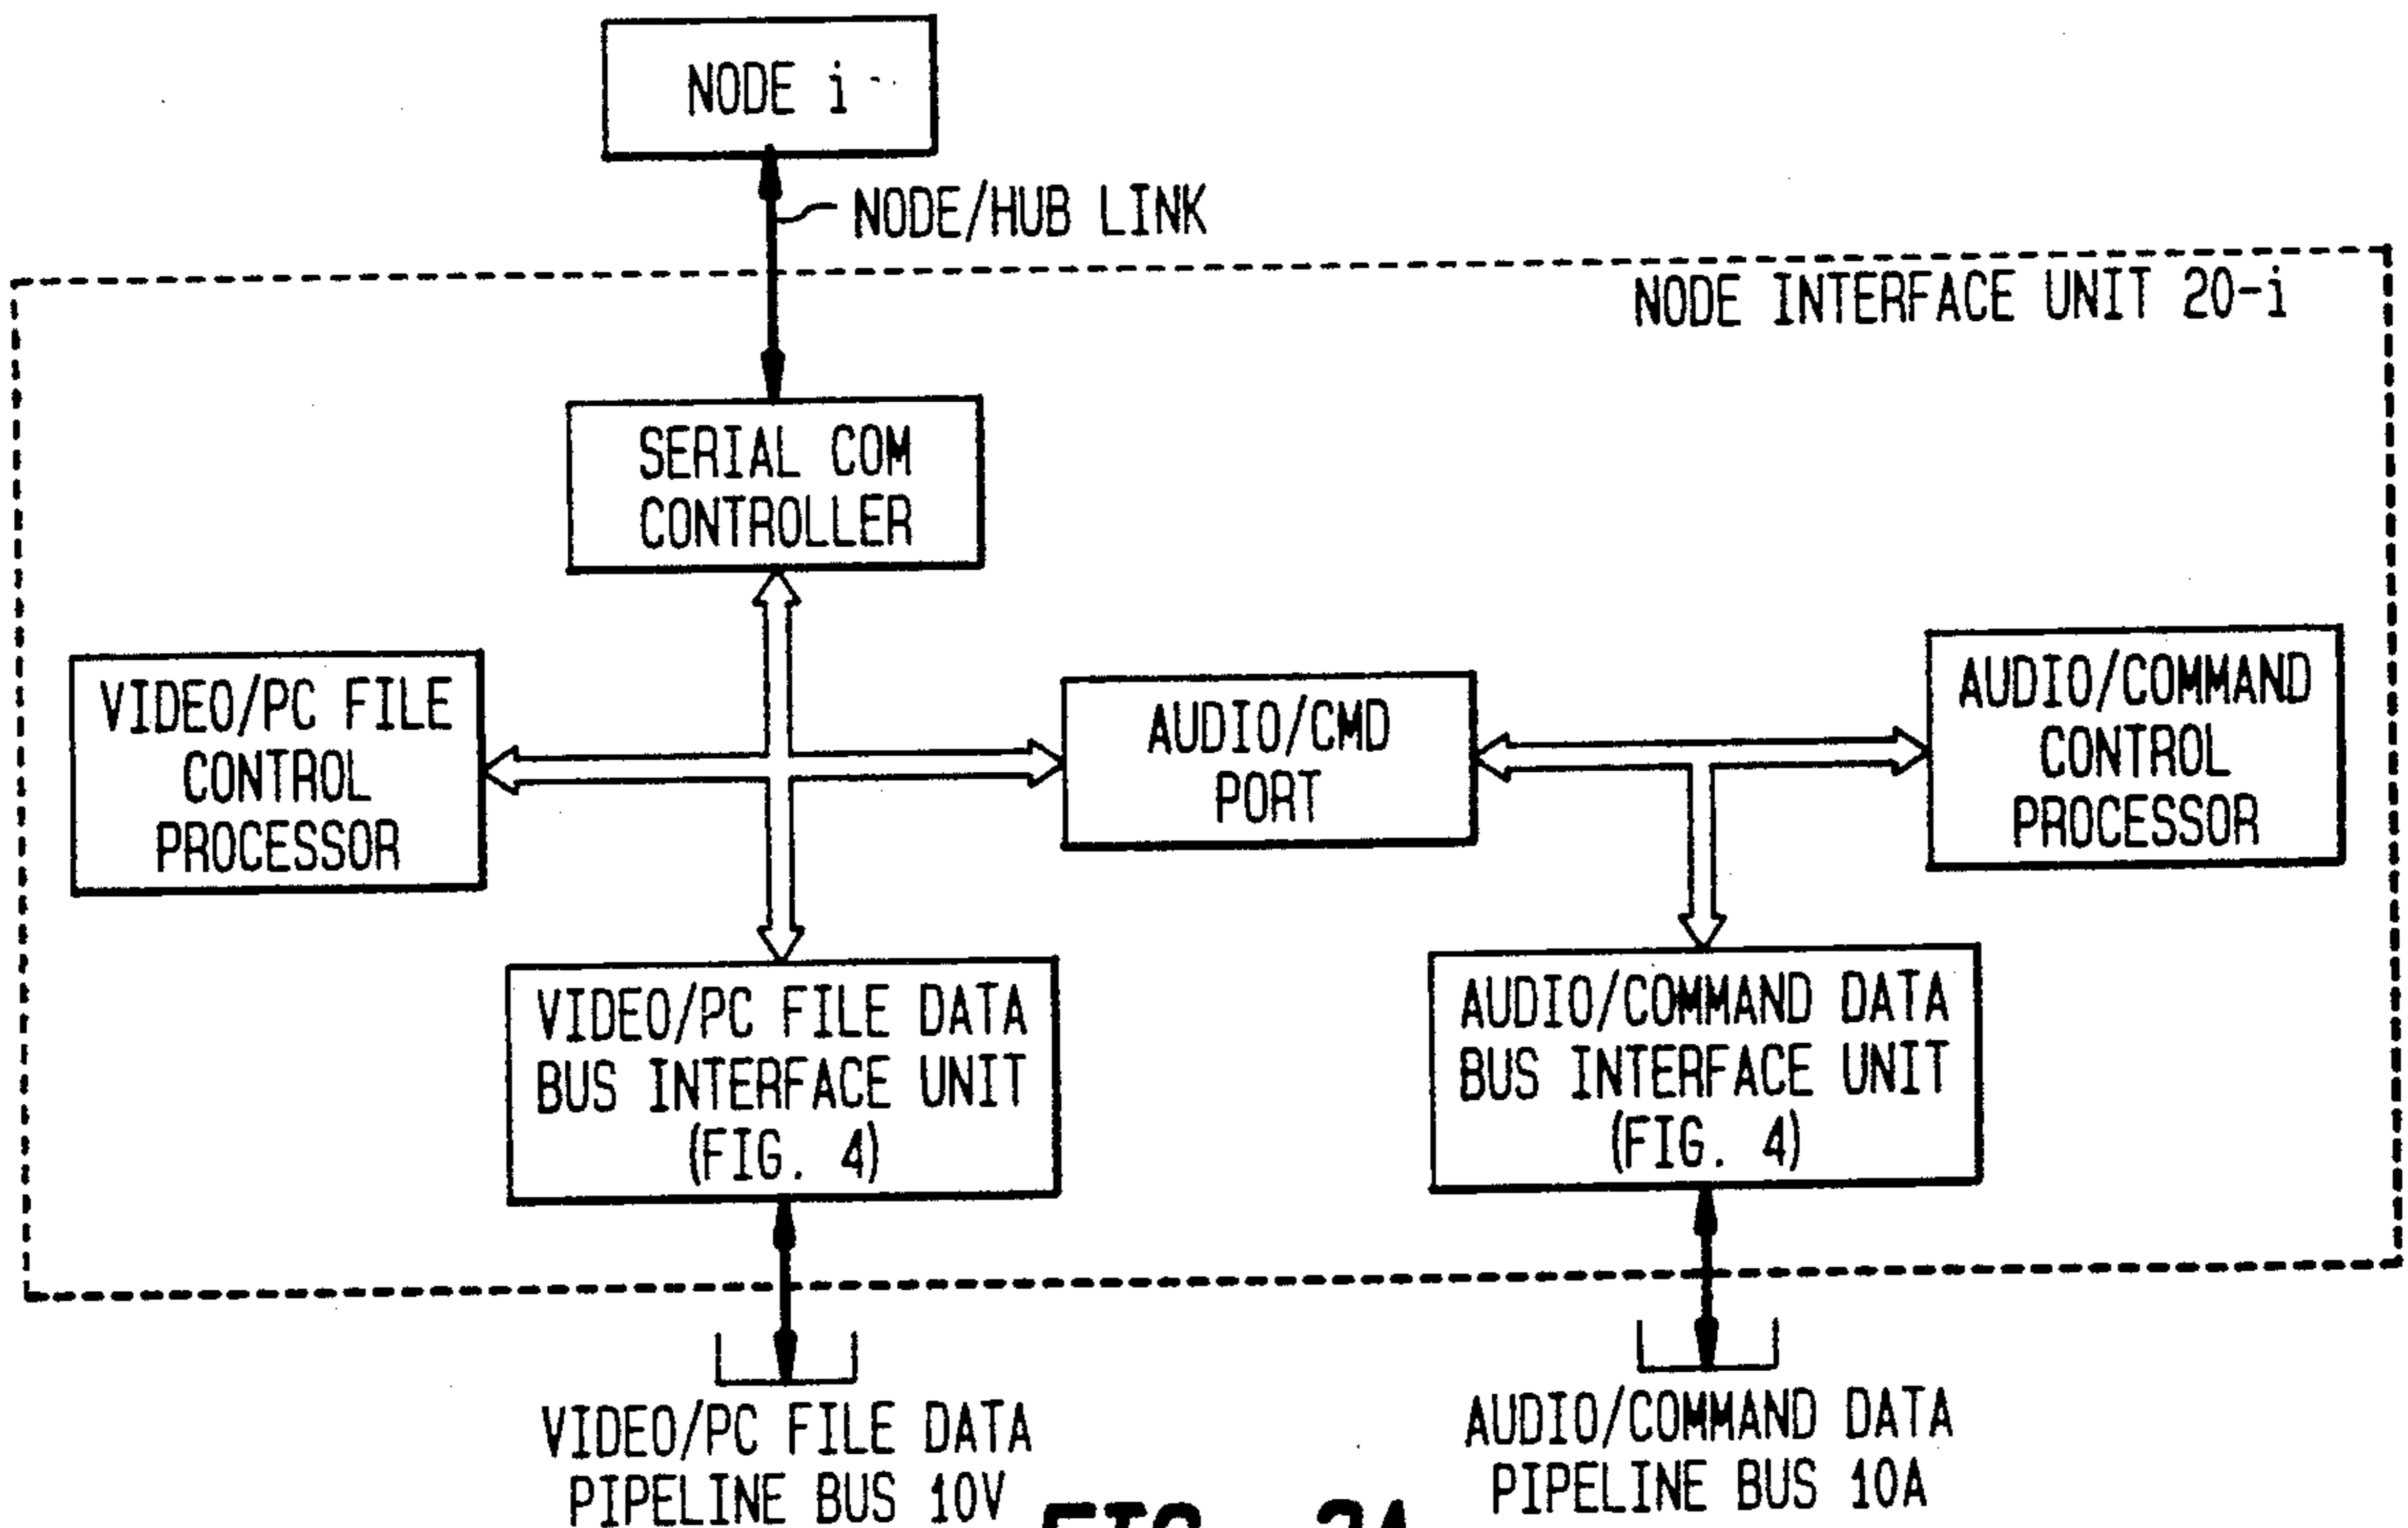 NODE i
NODE/HUB LINK
NODE INTERFACE UNIT 20-i
SERIAL COM
CONTROLLER
VIDEO/PC FILE
CONTROL
PROCESSOR
AUDIO/CMD
PORT
AUDIO/COMMAND
CONTROL
PROCESSOR
VIDEO/PC FILE DATA
BUS INTERFACE UNIT
(FIG. 4)
AUDIO/COMMAND DATA
BUS INTERFACE UNIT
(FIG. 4)
VIDEO/PC FILE DATA
PIPELINE BUS 10V
AUDIO/COMMAND DATA
PIPELINE BUS 10A
FIG.